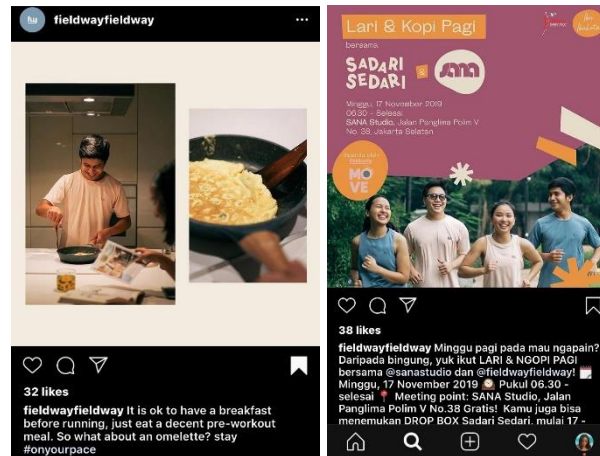 fieldwayfieldway
32 likes
fieldwayfieldway It is ok to have a breakfast
before running, just eat a decent pre-workout
meal. So what about an omelette? stay
#onyourpace
Lari & Kopi Pagi
bersama
SADARI
SEDARI
sana
Minggu, 17 November 2019
06.30 - Selesai
SANA Studio, Jalan Panglima Polim V
No. 38, Jakarta Selatan
MOVE
38 likes
fieldwayfieldway Minggu pagi pada mau ngapain?
Daripada bingung, yuk ikut LARI & NGOPI PAGI
bersama @sanastudio dan @fieldwayfieldway! 🗓️
Minggu, 17 November 2019 🕰️ Pukul 06.30 -
selesai 📍 Meeting point: SANA Studio, Jalan
Panglima Polim V No.38 Gratis! Kamu juga bisa
menemukan DROP BOX Sadari Sedari, mulai 17 -